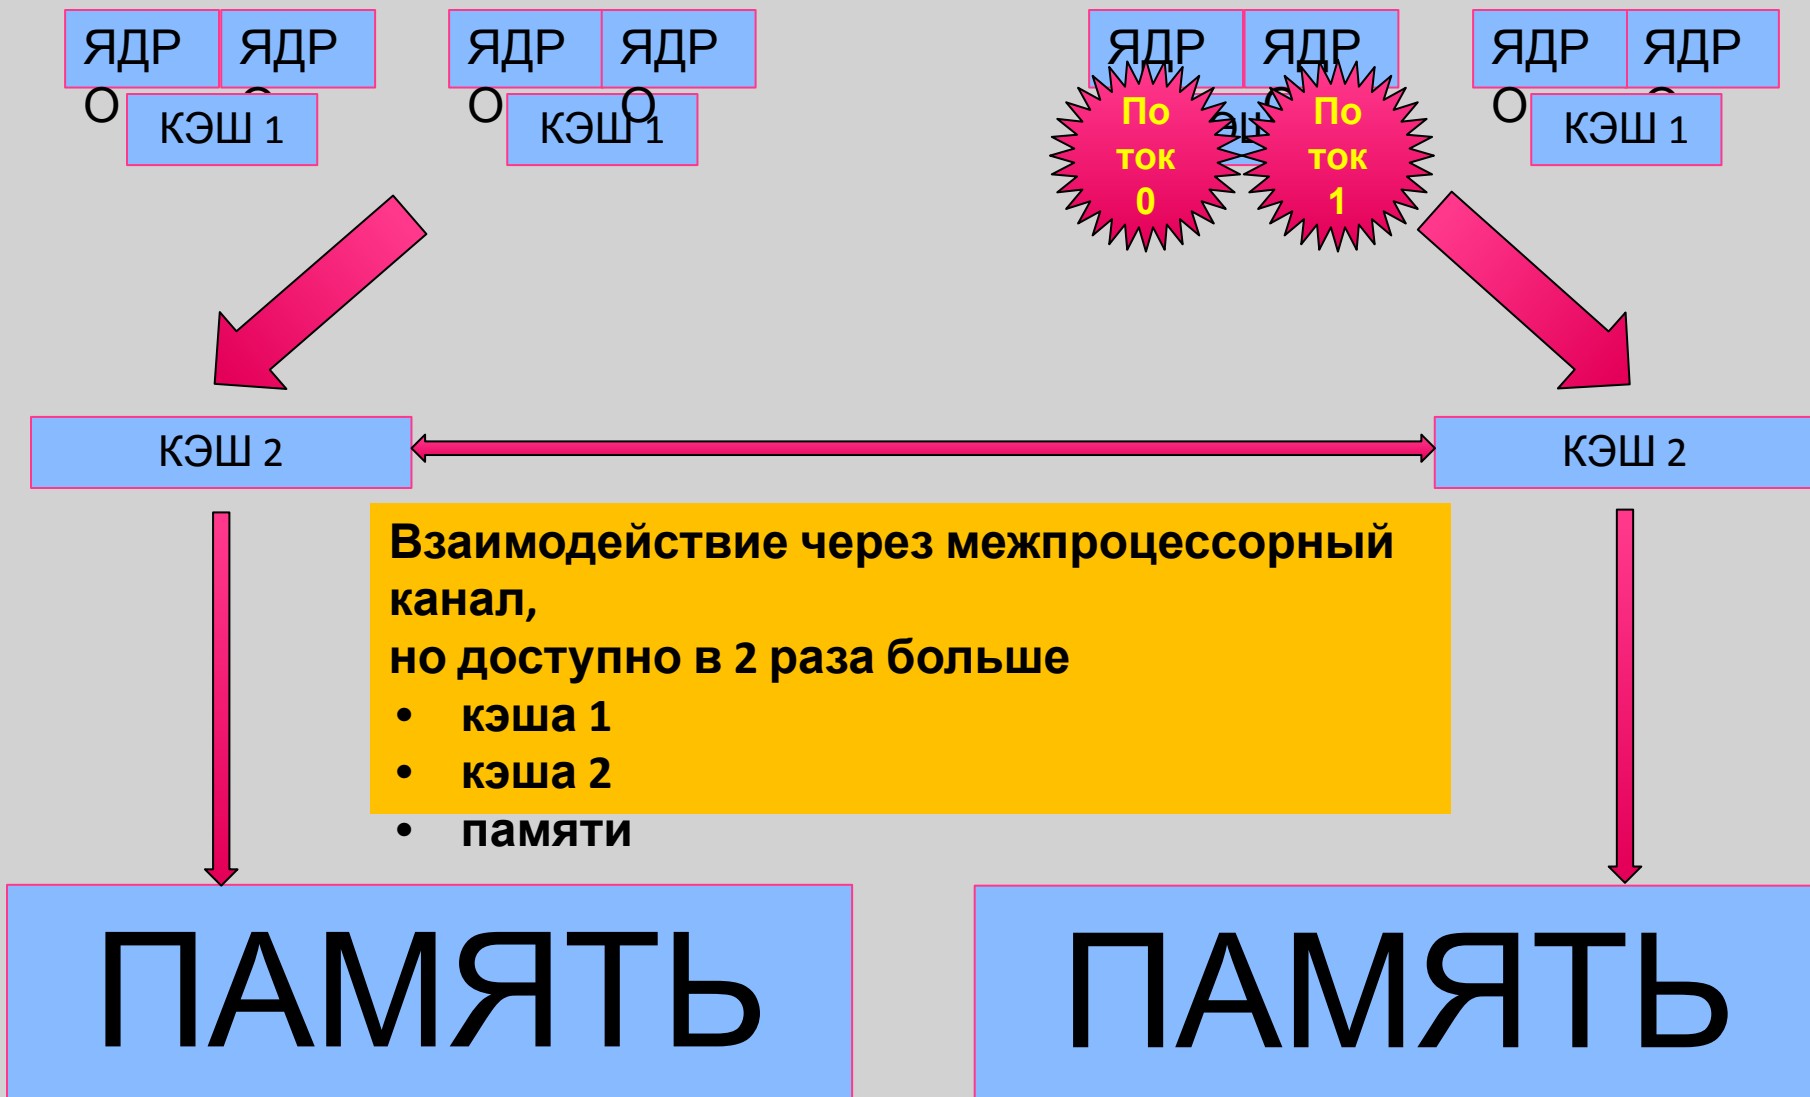 ЯДР
О
ЯДР
О
ЯДР
О
ЯДР
О
ЯДР
ЯДР
ЯДР
О
ЯДР
О
КЭШ 1
КЭШ 1
КЭШ 1
По
ток
0
По
ток
1
КЭШ 2
КЭШ 2
Взаимодействие через межпроцессорный
канал,
но доступно в 2 раза больше
• кэша 1
• кэша 2
• памяти
ПАМЯТЬ
ПАМЯТЬ